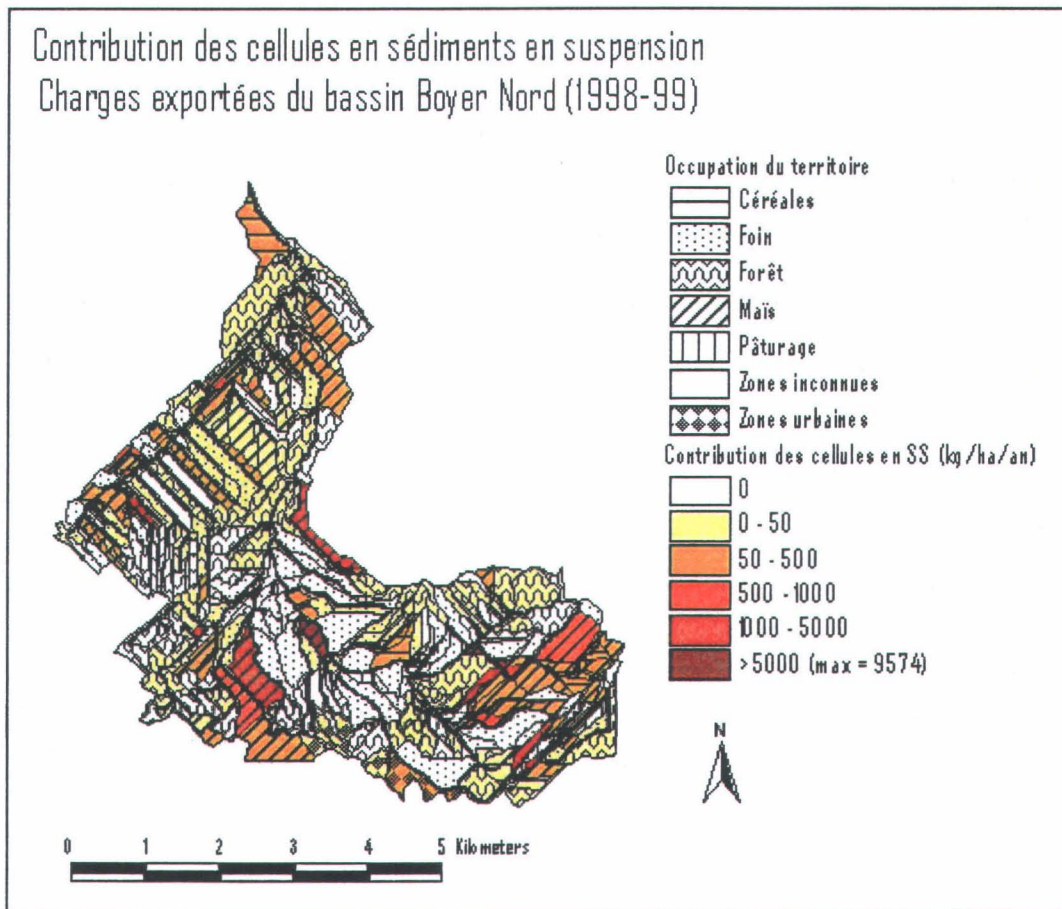 Contribution des cellules en sédiments en suspension
Charges exportées du bassin Boyer Nord (1998-99)
Occupation du territoire
Céréales
Foin
Forêt
Maïs
Pâturage
Zones inconnues
Zones urbaines
Contribution des cellules en SS (kg/ha/an)
0
0 - 50
50 - 500
500 - 1000
1000 - 5000
>5000 (max = 9574)
N
0 1 2 3 4 5 Kilometers